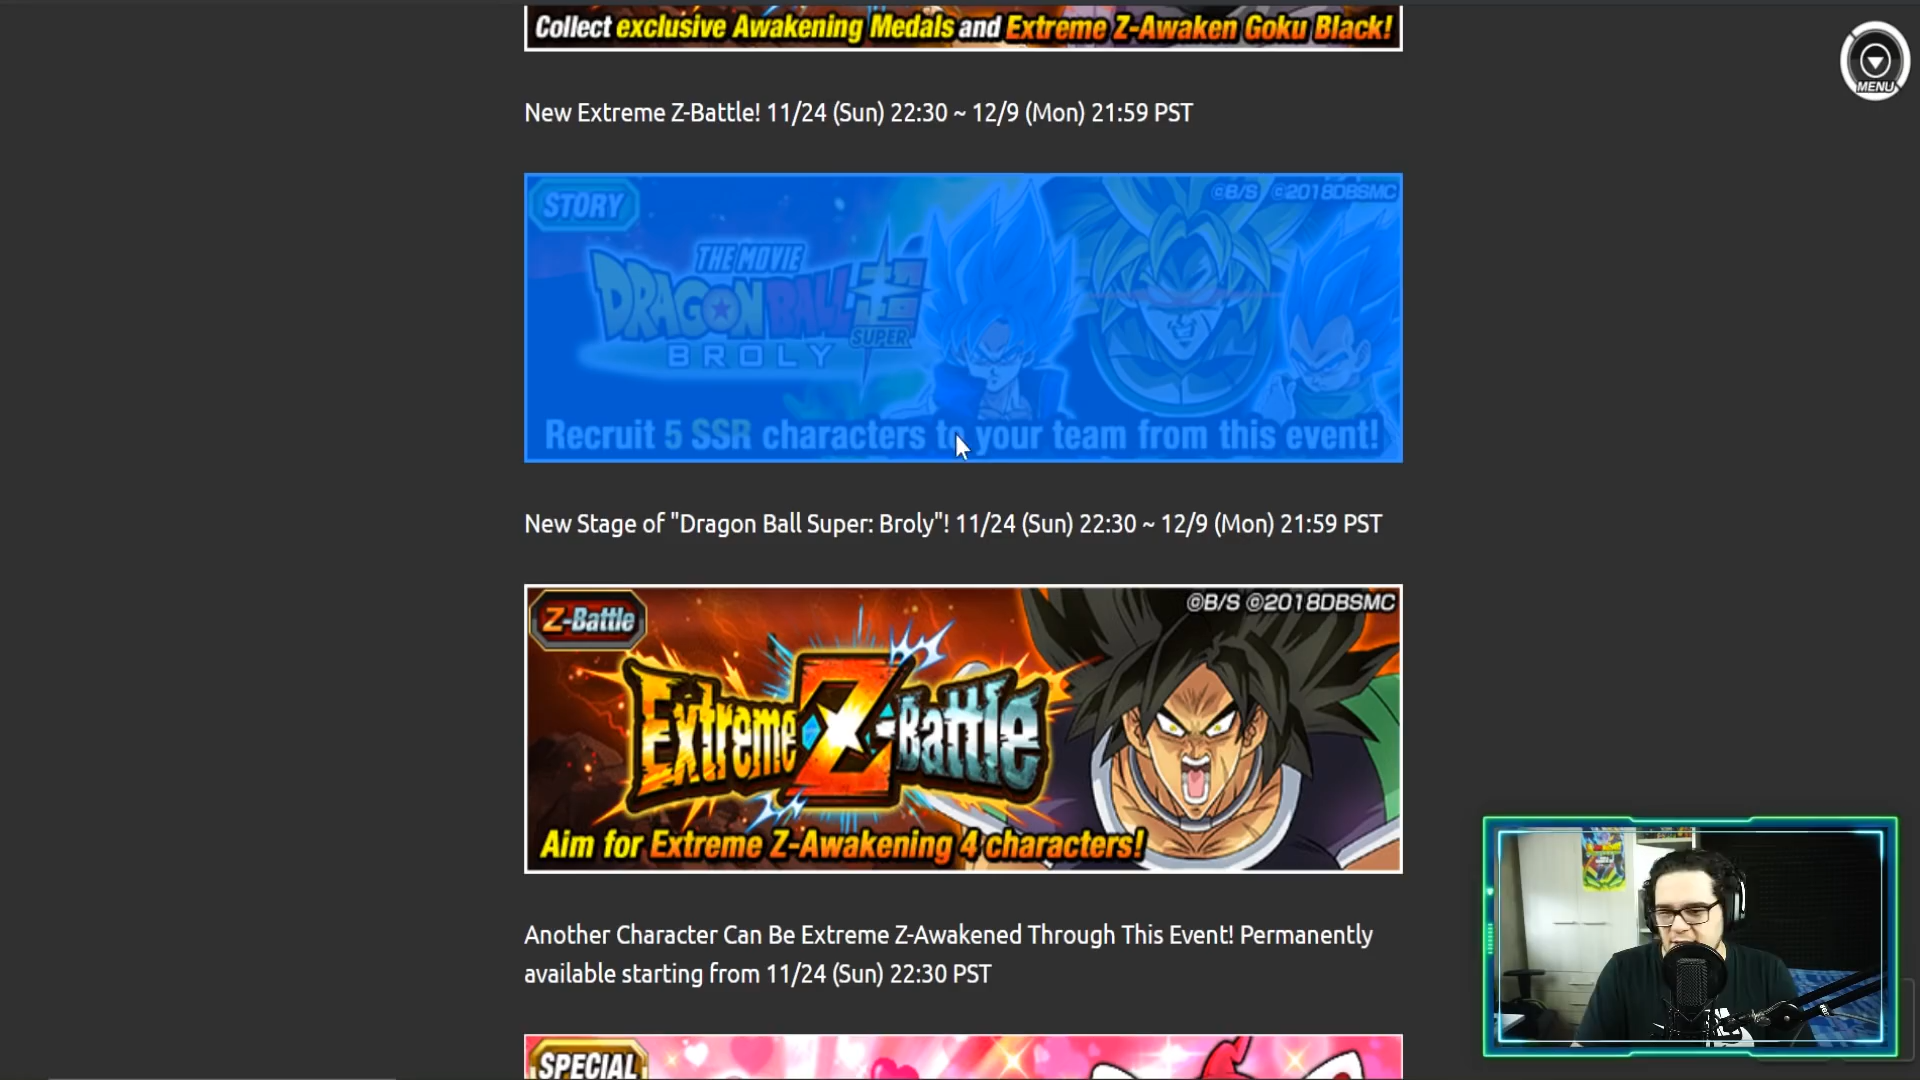 Collect exclusive Awakening Medals and Extreme Z-Awaken Goku Black!
MENU
New Extreme Z-Battle! 11/24 (Sun) 22:30 ~ 12/9 (Mon) 21:59 PST
STORY
©B/S ©2018DBSMC
THE MOVIE
DRAGON BALL 超
SUPER
BROLY
Recruit 5 SSR characters to your team from this event!
New Stage of "Dragon Ball Super: Broly"! 11/24 (Sun) 22:30 ~ 12/9 (Mon) 21:59 PST
Z-Battle
©B/S ©2018DBSMC
Extreme Z-Battle
Aim for Extreme Z-Awakening 4 characters!
Another Character Can Be Extreme Z-Awakened Through This Event! Permanently
available starting from 11/24 (Sun) 22:30 PST
SPECIAL